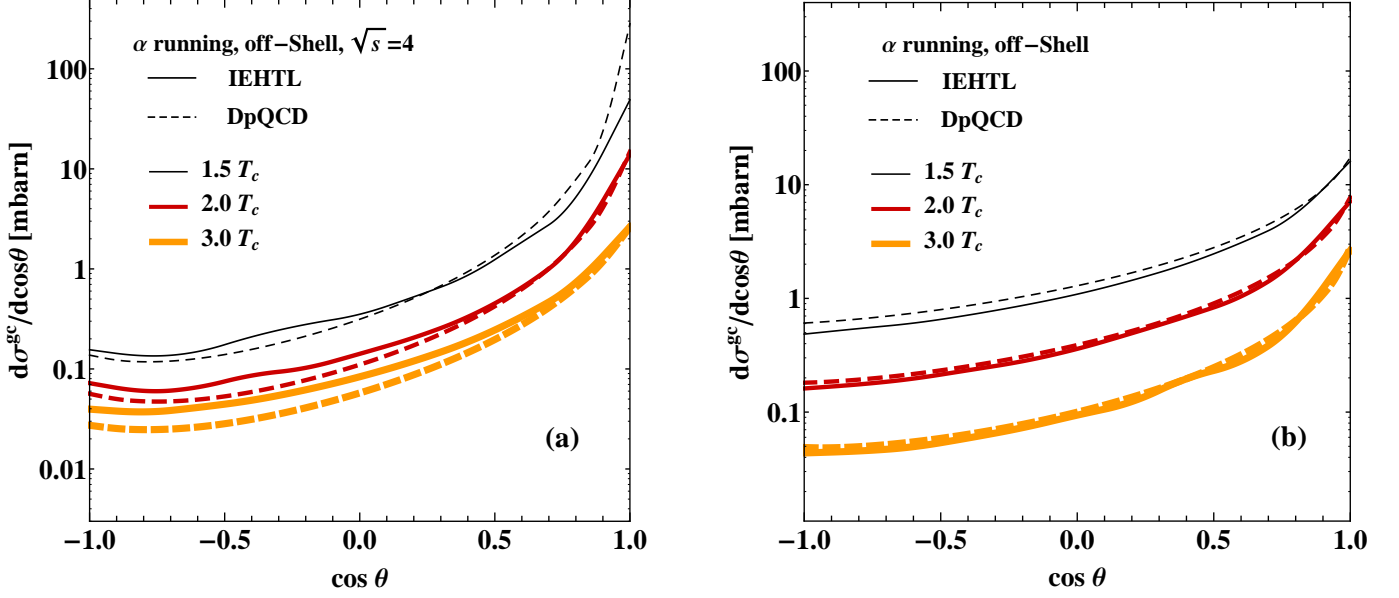 α running, off-Shell, √s =4
IEHTL
DpQCD
1.5 T_c
2.0 T_c
3.0 T_c
(a)
100
10
1
0.1
0.01
dσ^gc/dcosθ [mbarn]
-1.0 -0.5 0.0 0.5 1.0
cos θ
α running, off-Shell
IEHTL
DpQCD
1.5 T_c
2.0 T_c
3.0 T_c
(b)
100
10
1
0.1
dσ^gc/dcosθ [mbarn]
-1.0 -0.5 0.0 0.5 1.0
cos θ